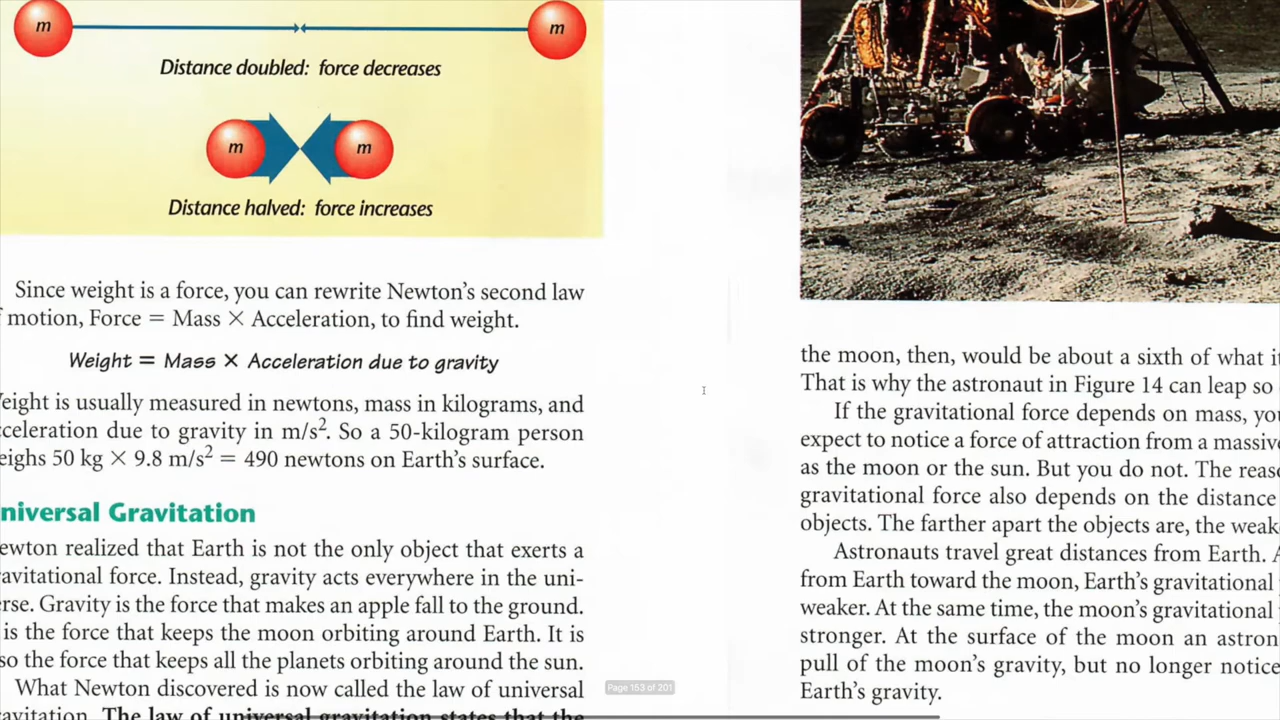 m
m
Distance doubled: force decreases
m
m
Distance halved: force increases
Since weight is a force, you can rewrite Newton's second law
motion, Force = Mass × Acceleration, to find weight.
Weight = Mass × Acceleration due to gravity
eight is usually measured in newtons, mass in kilograms, and
cceleration due to gravity in m/s². So a 50-kilogram person
eighs 50 kg × 9.8 m/s² = 490 newtons on Earth's surface.
niversal Gravitation
ewton realized that Earth is not the only object that exerts a
ravitational force. Instead, gravity acts everywhere in the uni-
erse. Gravity is the force that makes an apple fall to the ground.
is the force that keeps the moon orbiting around Earth. It is
so the force that keeps all the planets orbiting around the sun.
What Newton discovered is now called the law of universal
avitation. The law of universal gravitation states that the
the moon, then, would be about a sixth of what it
That is why the astronaut in Figure 14 can leap so
If the gravitational force depends on mass, you
expect to notice a force of attraction from a massive
as the moon or the sun. But you do not. The reas
gravitational force also depends on the distance
objects. The farther apart the objects are, the weak
Astronauts travel great distances from Earth. A
from Earth toward the moon, Earth's gravitational
weaker. At the same time, the moon's gravitational
stronger. At the surface of the moon an astron
pull of the moon's gravity, but no longer notice
Earth's gravity.
Page 153 of 201